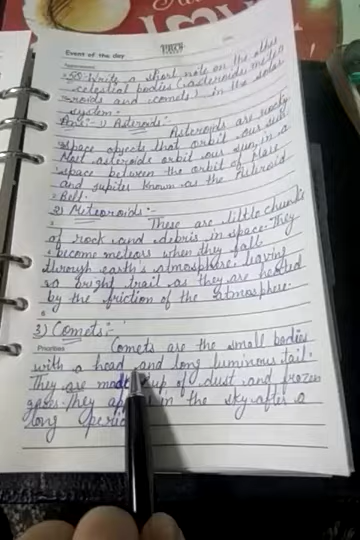 Event of the day
Appointments
50. Write a short note on the other
celestial bodies (asteroids, mete
oroids and comets) in the solar
system.
Ans:- 1) Asteroids:-
Asteroids are rocky
space objects that orbit our sun.
Most asteroids orbit our sun in a
space between the orbit of Mars
and Jupiter known as the Asteroid
Belt.
2) Meteoroids:-
These are little chunks
of rock and debris in space. They
become meteors when they fall
through earth's atmosphere leaving
a bright trail as they are heated
by the friction of the atmosphere.
3) Comets:-
Priorities
Comets are the small bodies
with a head and long luminous tail.
They are made up of dust and frozen
gases. They in the sky after a
long